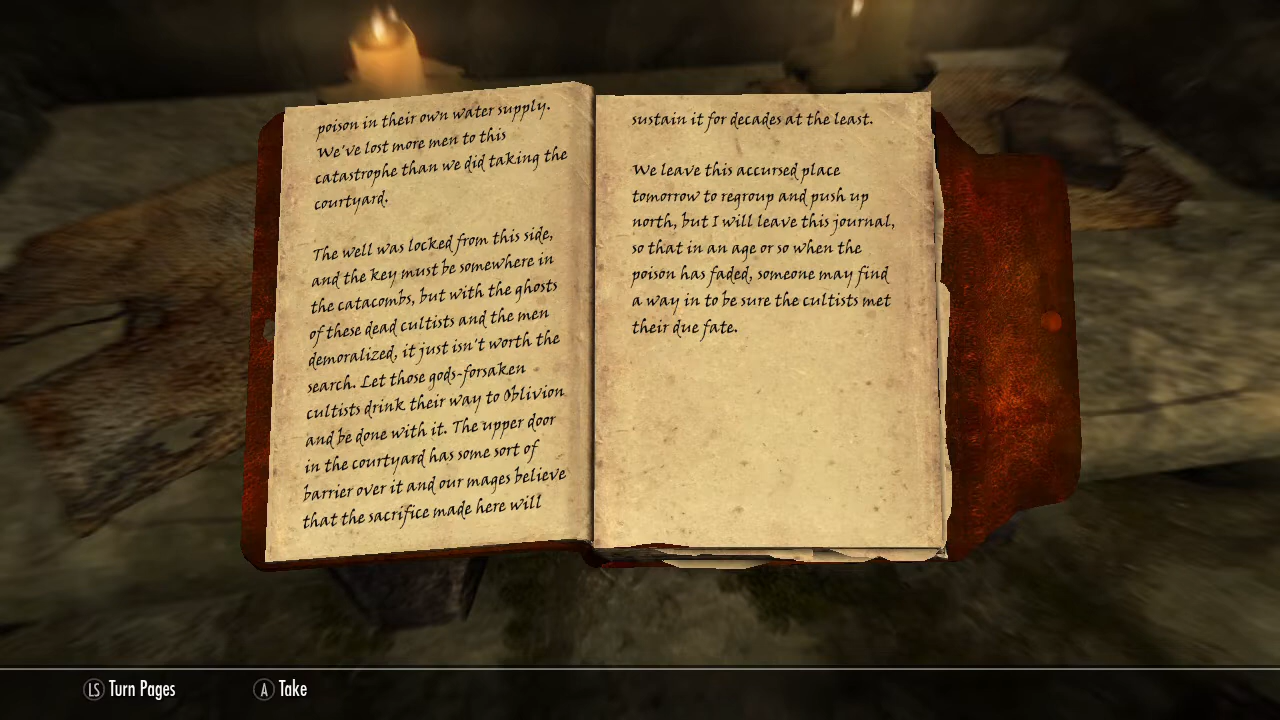 poison in their own water supply.
We've lost more men to this
catastrophe than we did taking the
courtyard.
The well was locked from this side,
and the key must be somewhere in
the catacombs, but with the ghosts
of these dead cultists and the men
demoralized, it just isn't worth the
search. Let those gods-forsaken
cultists drink their way to Oblivion
and be done with it. The upper door
in the courtyard has some sort of
barrier over it and our mages believe
that the sacrifice made here will
sustain it for decades at the least.
We leave this accursed place
tomorrow to regroup and push up
north, but I will leave this journal,
so that in an age or so when the
poison has faded, someone may find
a way in to be sure the cultists met
their due fate.
LS Turn Pages
A Take